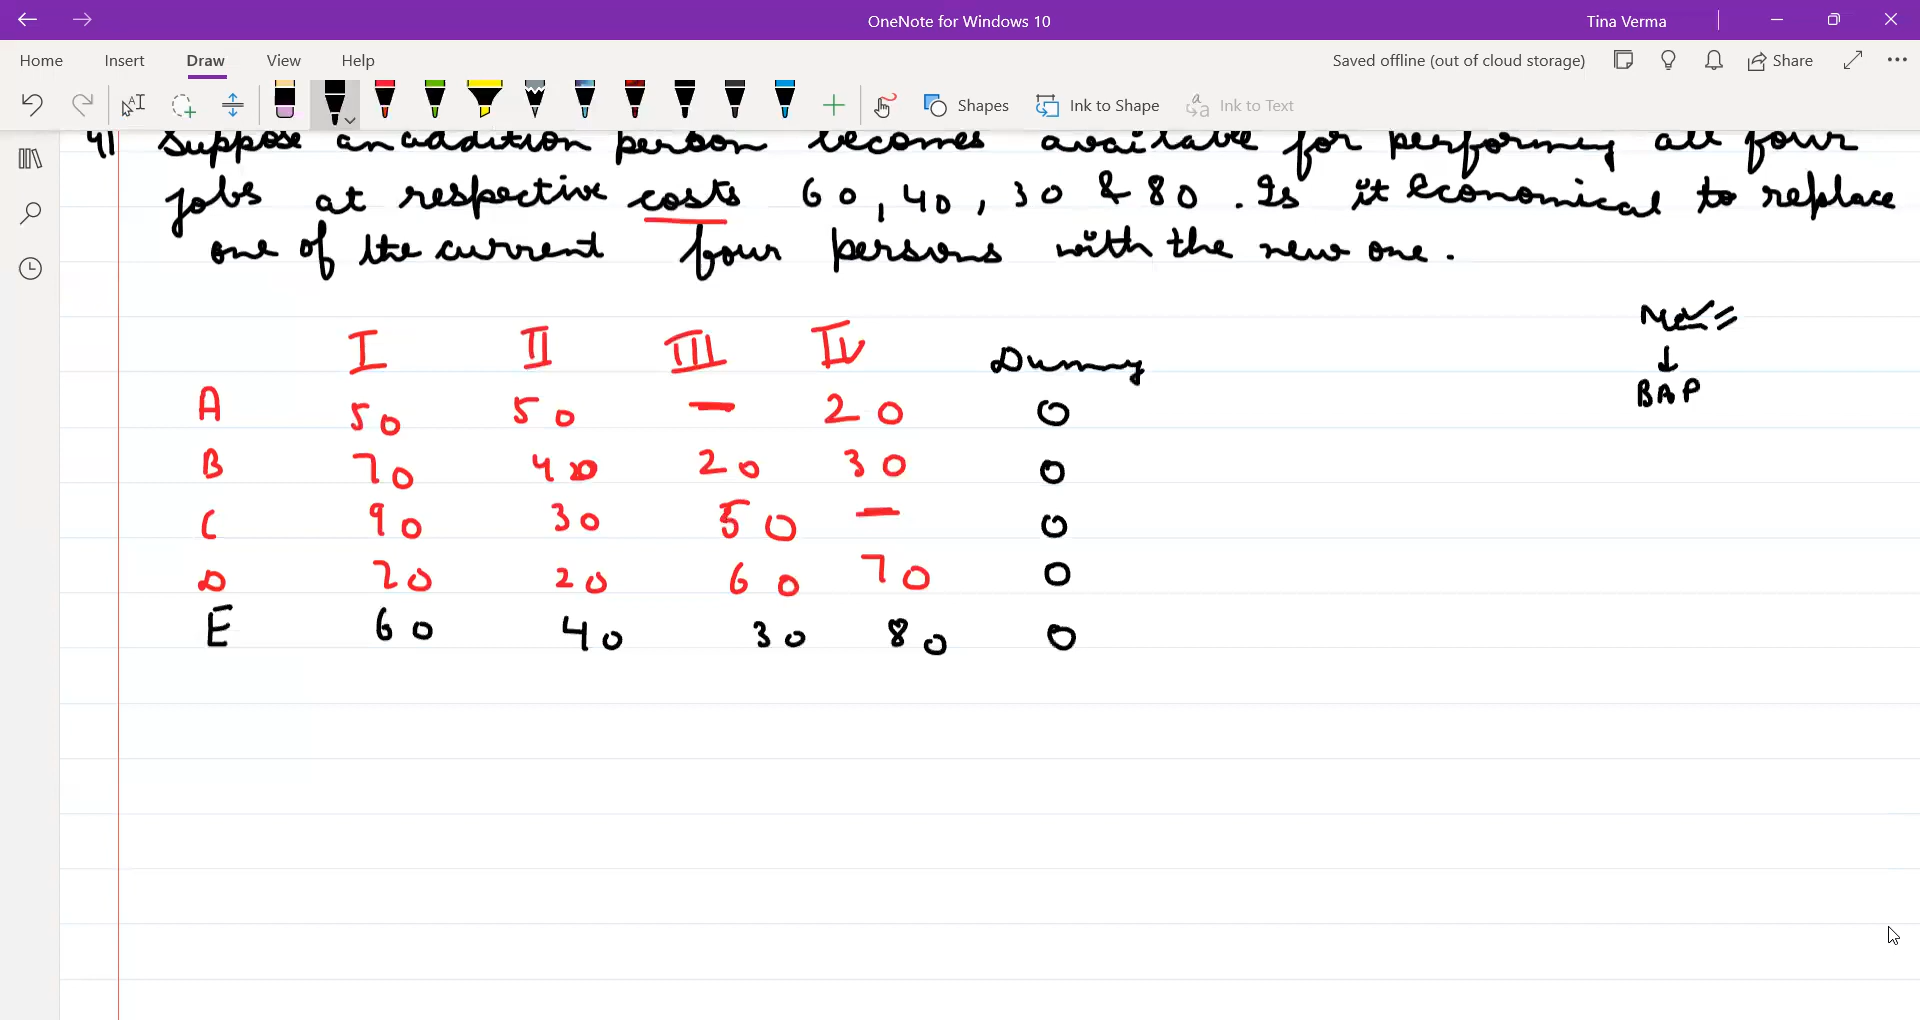 OneNote for Windows 10
Tina Verma
Home Insert Draw View Help
Saved offline (out of cloud storage)
Share
Shapes
Ink to Shape
Ink to Text
4) Suppose an addition person becomes available for performing all four
jobs at respective costs 60, 40, 30 & 80. Is it economical to replace
one of the current four persons with the new one.
BAP
I II III IV Dummy
A 50 50 — 20 0
B 70 40 20 30 0
C 90 30 50 — 0
D 70 20 60 70 0
E 60 40 30 80 0